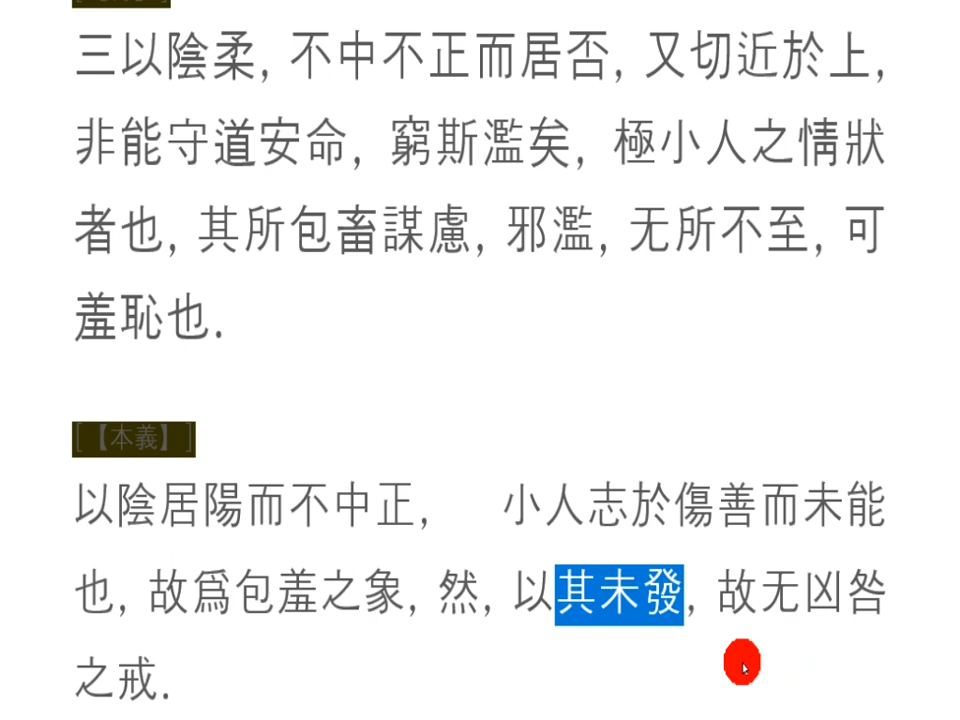 三以陰柔, 不中不正而居否, 又切近於上,
非能守道安命, 窮斯濫矣, 極小人之情狀
者也, 其所包畜謀慮, 邪濫, 无所不至, 可
羞恥也.
[【本義】]
以陰居陽而不中正, 小人志於傷善而未能
也, 故爲包羞之象, 然, 以其未發, 故无凶咎
之戒.